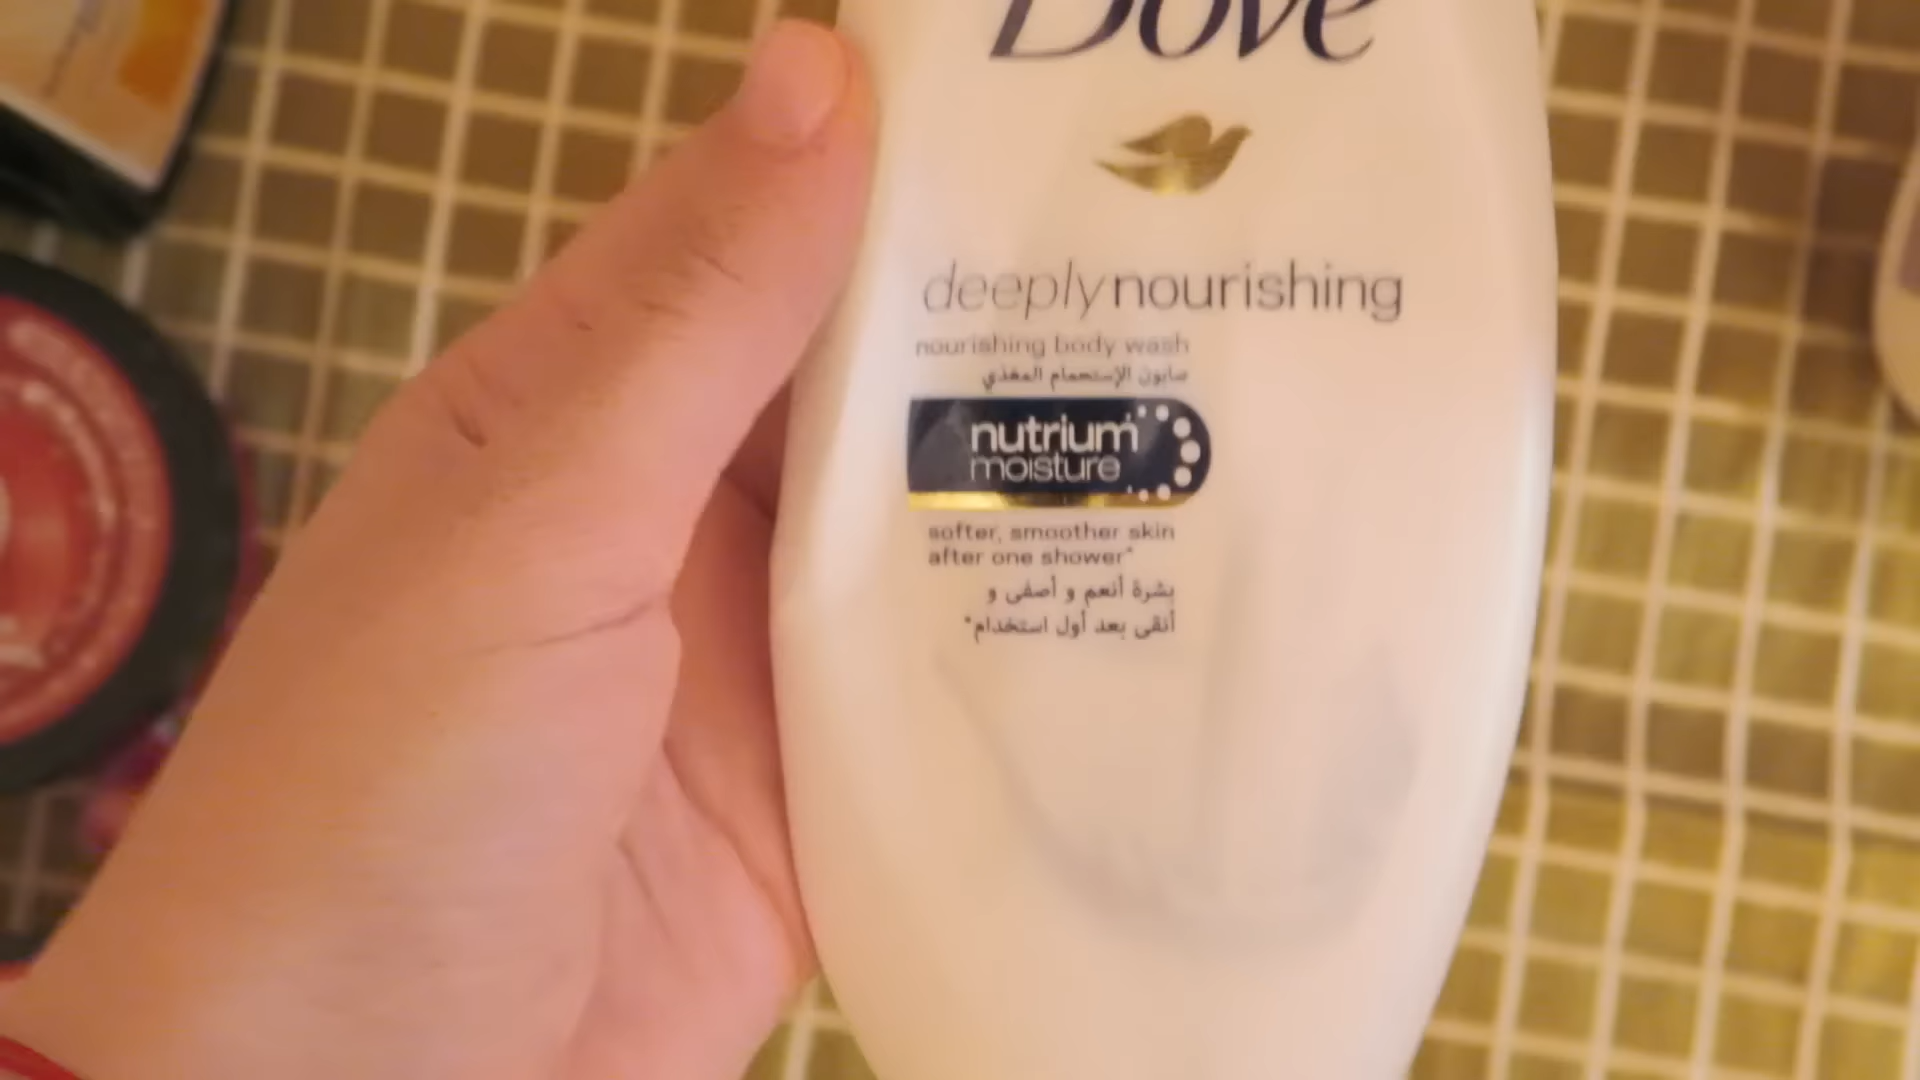 Dove
deeplynourishing
nourishing body wash
صابون الإستحمام المغذي
nutrium
moisture
softer, smoother skin
after one shower*
بشرة أنعم و أصفى و
أنقى بعد أول استخدام*